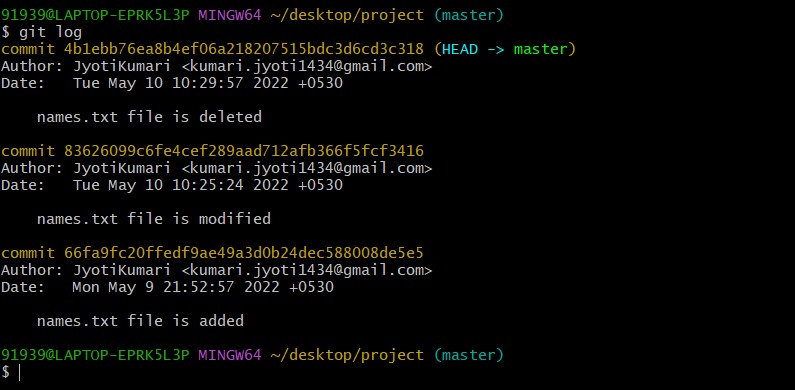 91939@LAPTOP-EPRK5L3P MINGW64 ~/desktop/project (master)
$ git log
commit 4b1ebb76ea8b4ef06a218207515bdc3d6cd3c318 (HEAD -> master)
Author: JyotiKumari <kumari.jyoti1434@gmail.com>
Date:   Tue May 10 10:29:57 2022 +0530
    names.txt file is deleted
commit 83626099c6fe4cef289aad712afb366f5fcf3416
Author: JyotiKumari <kumari.jyoti1434@gmail.com>
Date:   Tue May 10 10:25:24 2022 +0530
    names.txt file is modified
commit 66fa9fc20ffedf9ae49a3d0b24dec588008de5e5
Author: JyotiKumari <kumari.jyoti1434@gmail.com>
Date:   Mon May 9 21:52:57 2022 +0530
    names.txt file is added
91939@LAPTOP-EPRK5L3P MINGW64 ~/desktop/project (master)
$